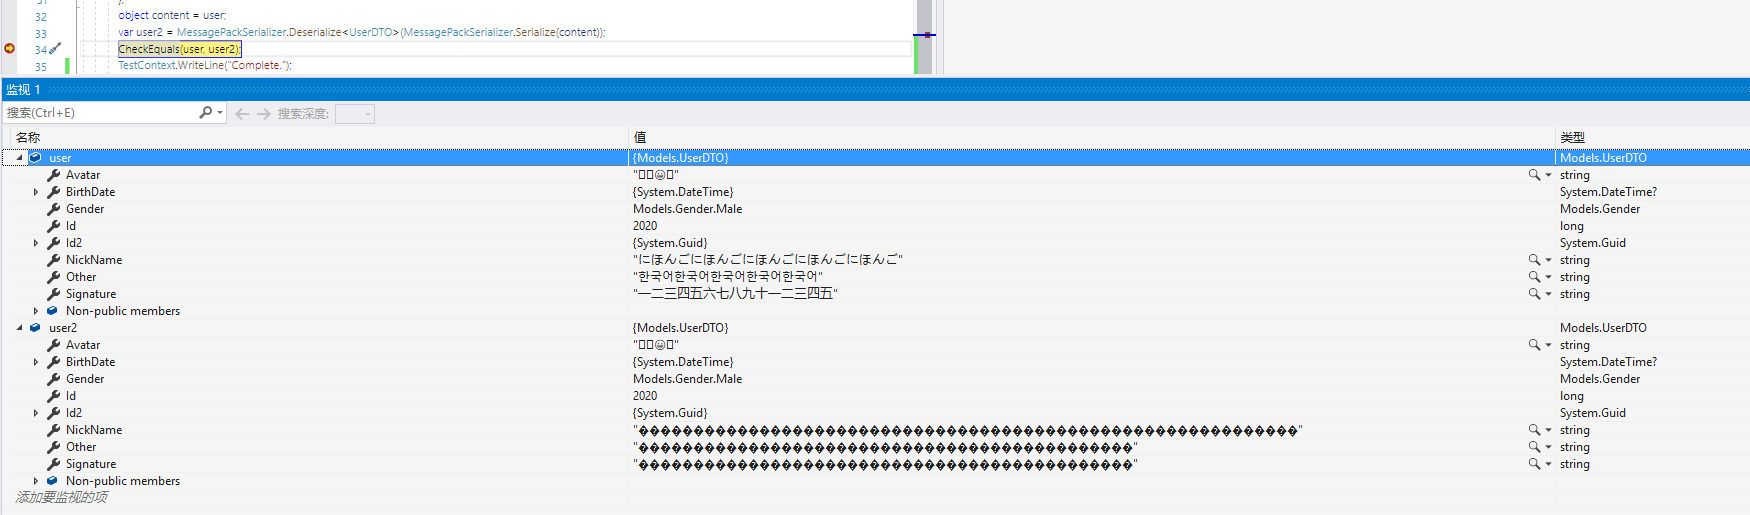 31 };
32 object content = user;
33 var user2 = MessagePackSerializer.Deserialize<UserDTO>(MessagePackSerializer.Serialize(content));
34 CheckEquals(user, user2);
35 TestContext.WriteLine("Complete.");
监视 1
搜索(Ctrl+E) 搜索深度:
名称 值 类型
user {Models.UserDTO} Models.UserDTO
Avatar "▯▯😀▯" string
BirthDate {System.DateTime} System.DateTime?
Gender Models.Gender.Male Models.Gender
Id 2020 long
Id2 {System.Guid} System.Guid
NickName "にほんごにほんごにほんごにほんごにほんご" string
Other "한국어한국어한국어한국어한국어" string
Signature "一二三四五六七八九十一二三四五" string
Non-public members
user2 {Models.UserDTO} Models.UserDTO
Avatar "▯▯😀▯" string
BirthDate {System.DateTime} System.DateTime?
Gender Models.Gender.Male Models.Gender
Id 2020 long
Id2 {System.Guid} System.Guid
NickName "������������������������������������������������������������" string
Other "���������������������������������������������" string
Signature "���������������������������������������������" string
Non-public members
添加要监视的项